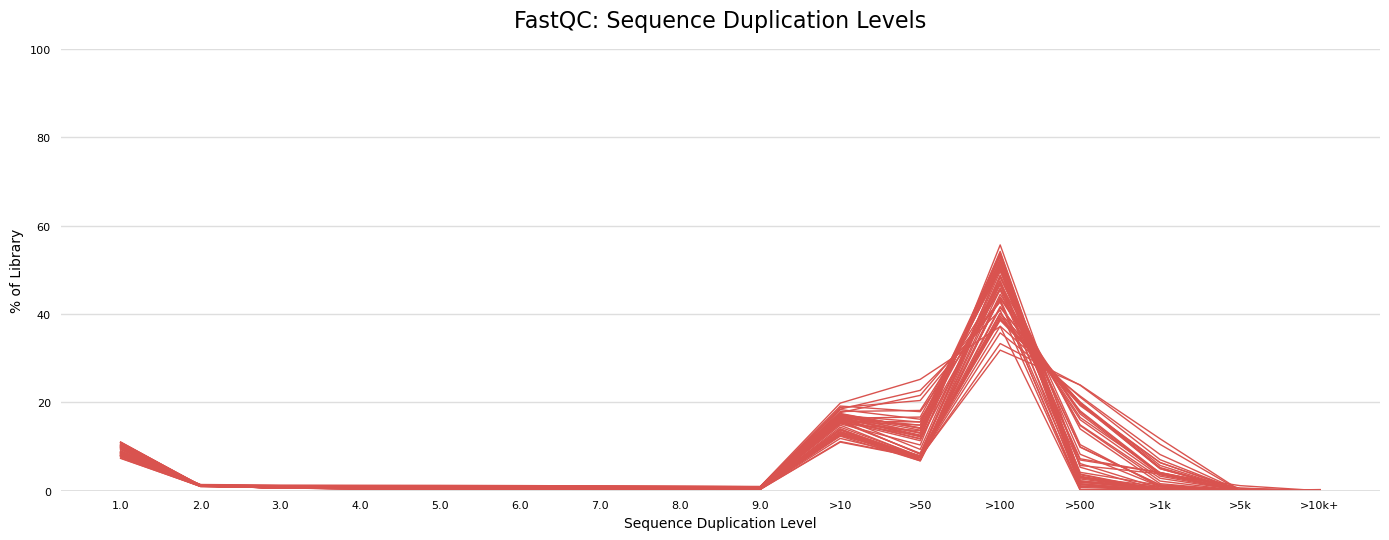 FastQC: Sequence Duplication Levels
100
80
60
40
20
0
% of Library
1.0 2.0 3.0 4.0 5.0 6.0 7.0 8.0 9.0 >10 >50 >100 >500 >1k >5k >10k+
Sequence Duplication Level